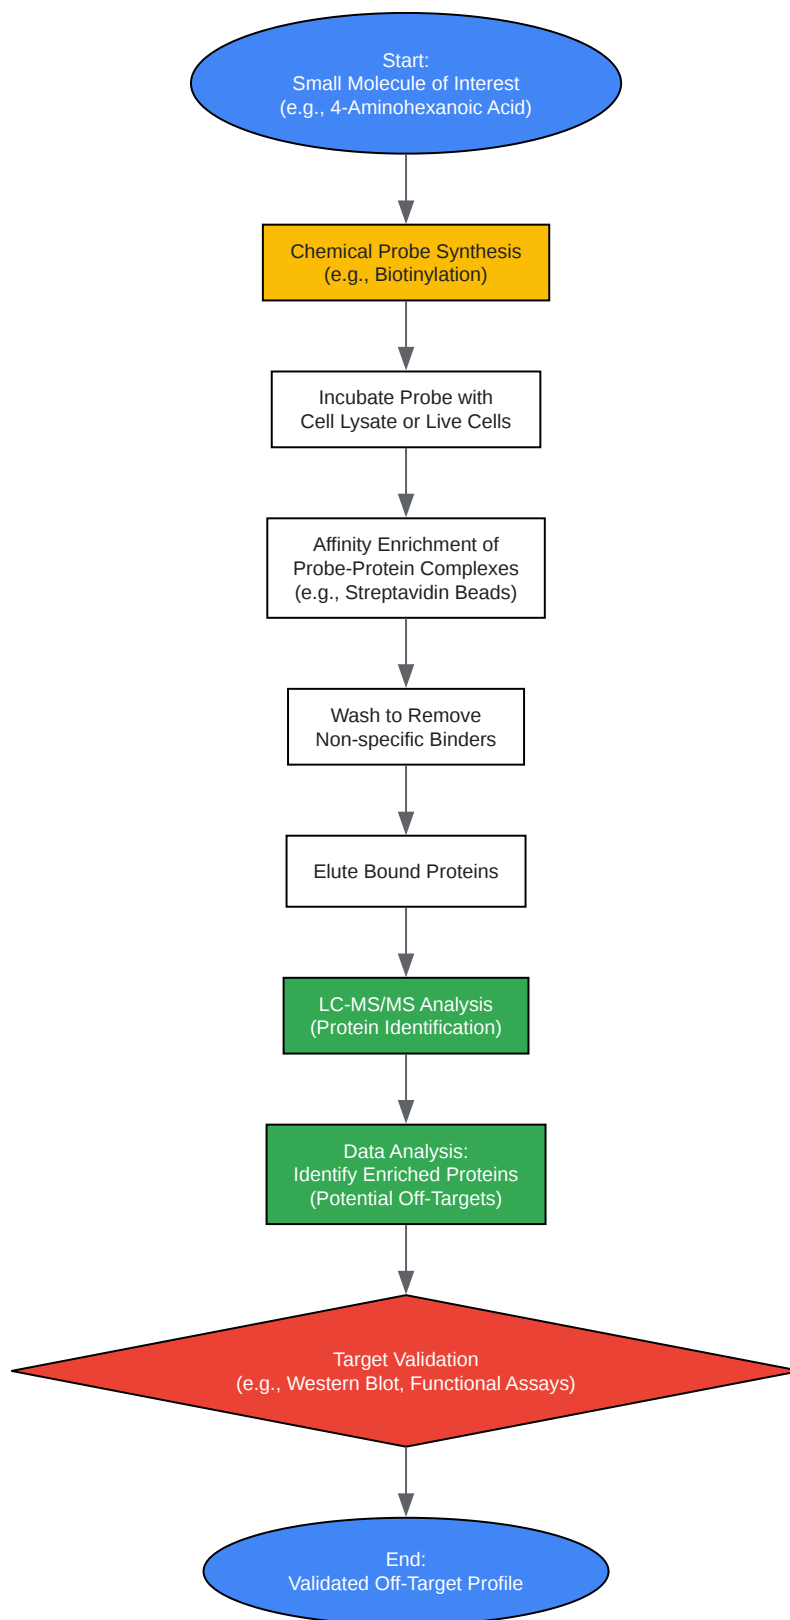 Start:
Small Molecule of Interest
(e.g., 4-Aminohexanoic Acid)
Chemical Probe Synthesis
(e.g., Biotinylation)
Incubate Probe with
Cell Lysate or Live Cells
Affinity Enrichment of
Probe-Protein Complexes
(e.g., Streptavidin Beads)
Wash to Remove
Non-specific Binders
Elute Bound Proteins
LC-MS/MS Analysis
(Protein Identification)
Data Analysis:
Identify Enriched Proteins
(Potential Off-Targets)
Target Validation
(e.g., Western Blot, Functional Assays)
End:
Validated Off-Target Profile